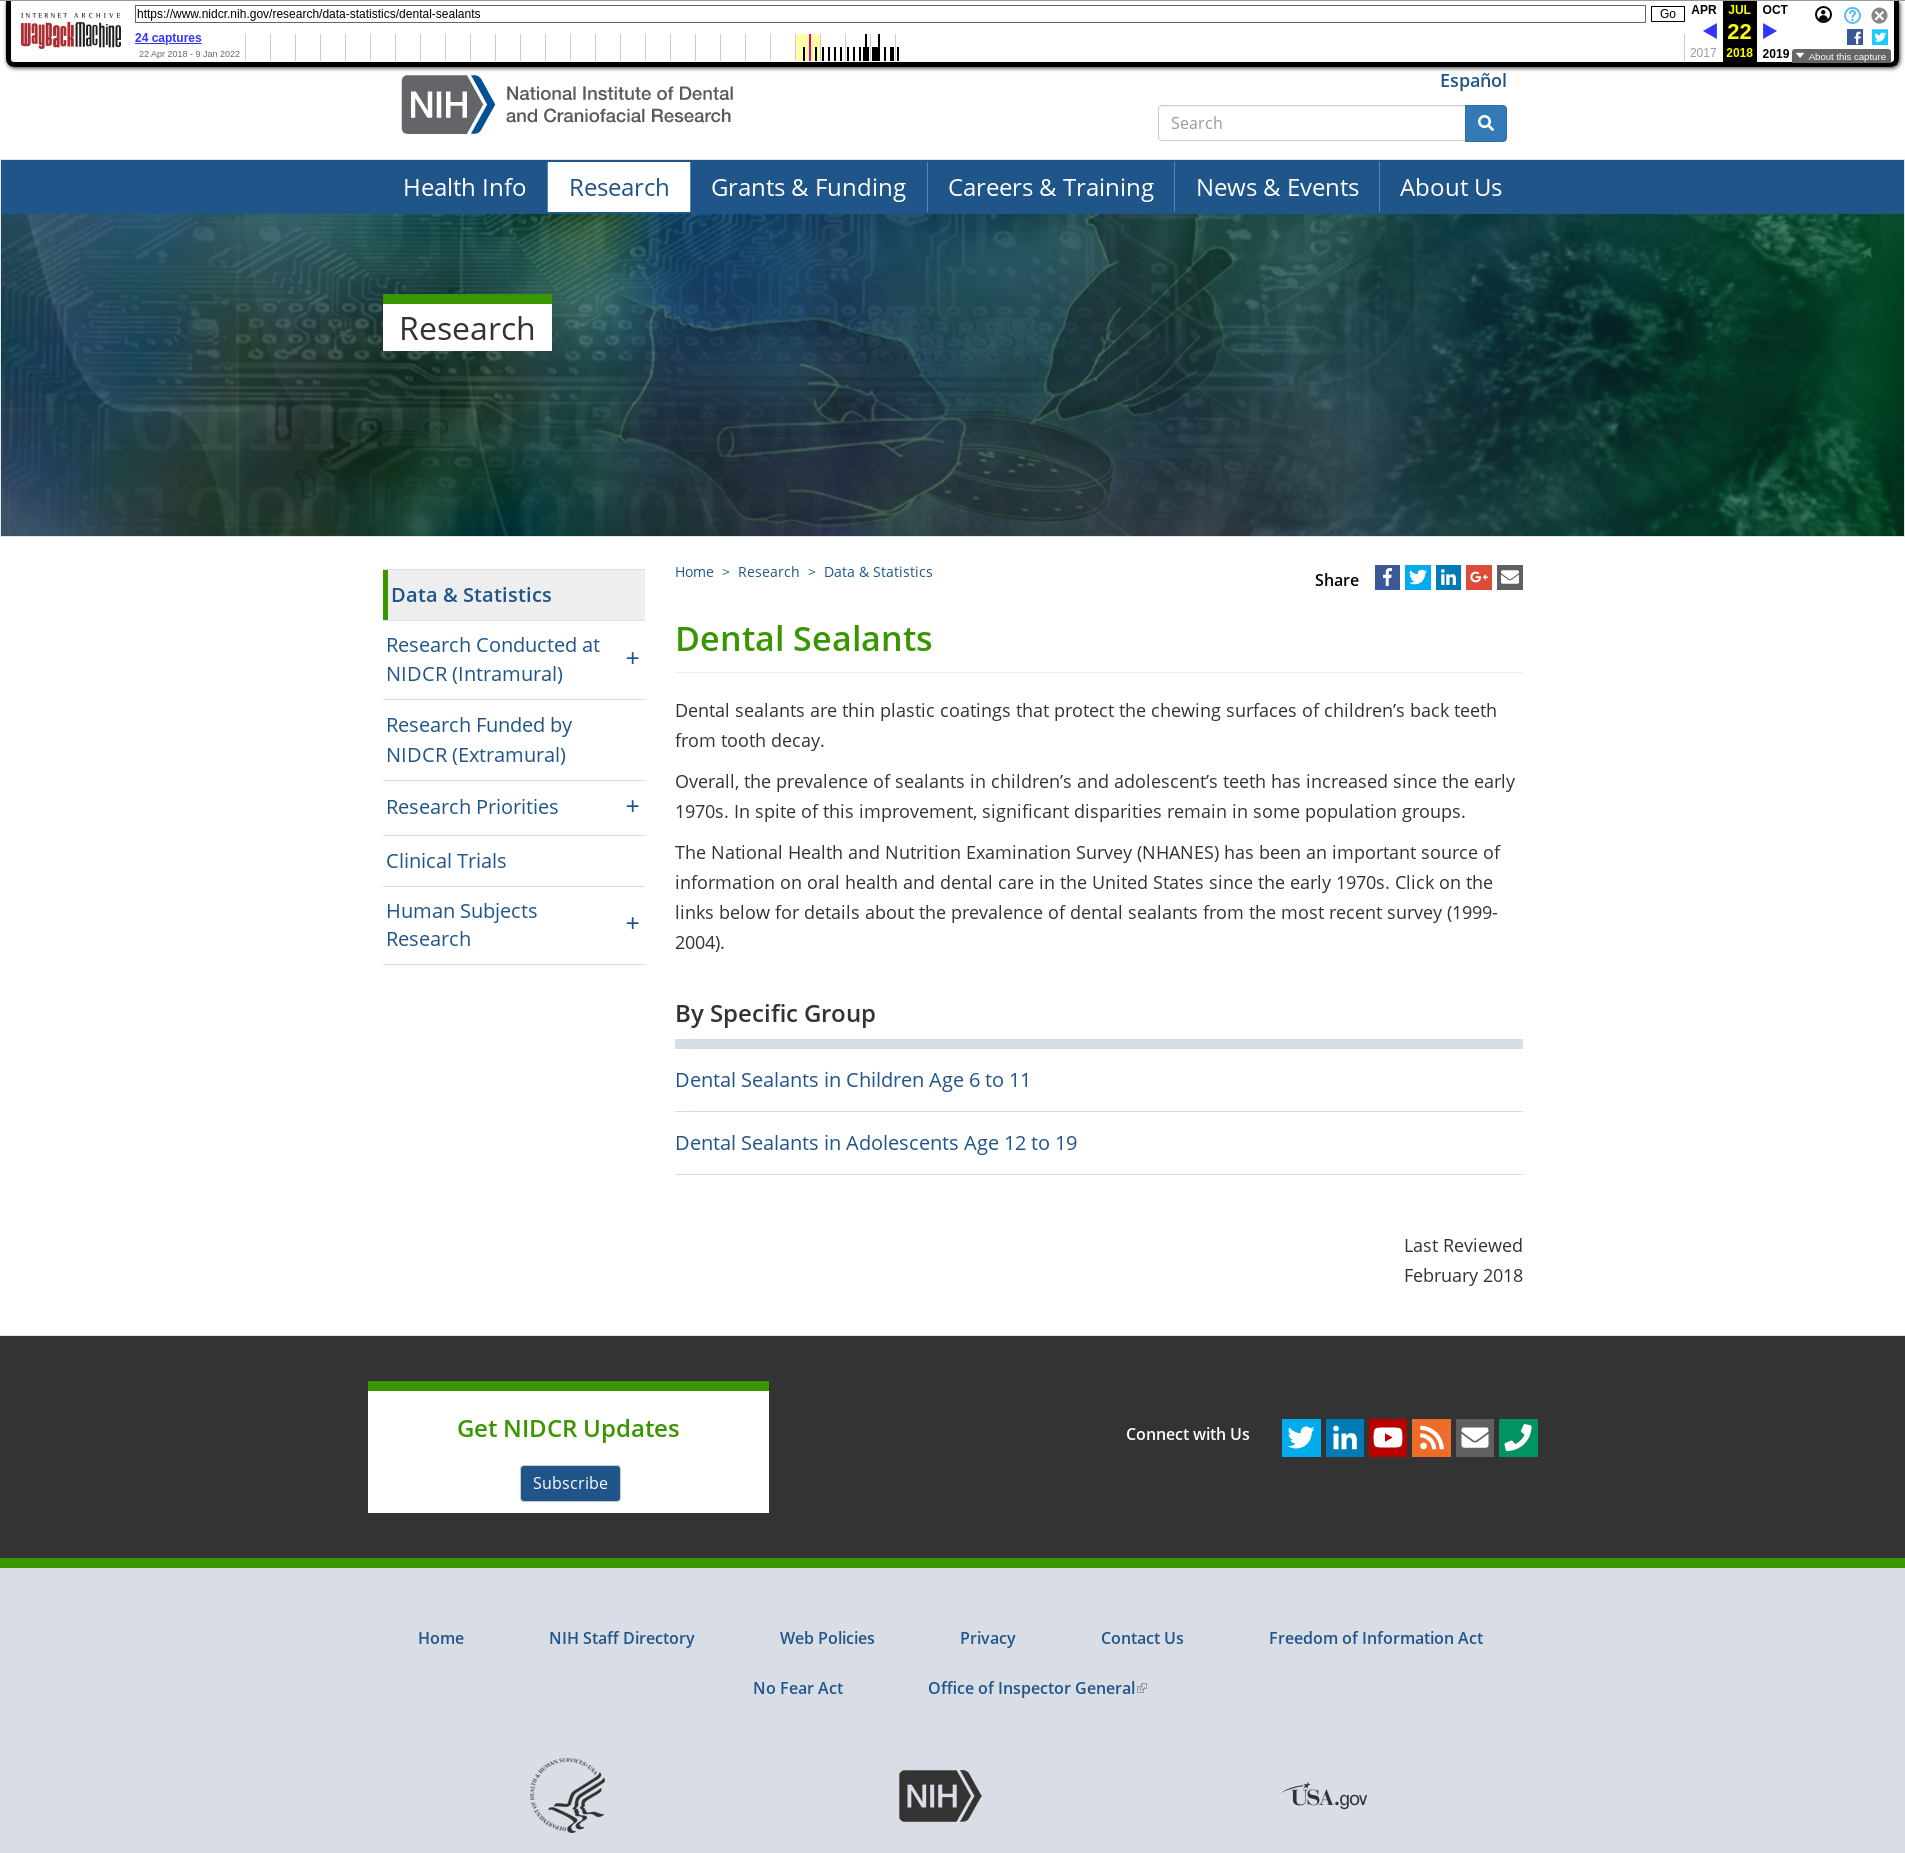 INTERNET ARCHIVE
WayBackMachine
https://www.nidcr.nih.gov/research/data-statistics/dental-sealants
Go
APR JUL OCT
24 captures
22
22 Apr 2018 - 9 Jan 2022
2017 2018 2019
About this capture
NIH
National Institute of Dental
and Craniofacial Research
Español
Search
Health Info
Research
Grants & Funding
Careers & Training
News & Events
About Us
Research
Data & Statistics
Research Conducted at
NIDCR (Intramural)
+
Research Funded by
NIDCR (Extramural)
Research Priorities
+
Clinical Trials
Human Subjects
Research
+
Home > Research > Data & Statistics
Share
Dental Sealants
Dental sealants are thin plastic coatings that protect the chewing surfaces of children’s back teeth
from tooth decay.
Overall, the prevalence of sealants in children’s and adolescent’s teeth has increased since the early
1970s. In spite of this improvement, significant disparities remain in some population groups.
The National Health and Nutrition Examination Survey (NHANES) has been an important source of
information on oral health and dental care in the United States since the early 1970s. Click on the
links below for details about the prevalence of dental sealants from the most recent survey (1999-
2004).
By Specific Group
Dental Sealants in Children Age 6 to 11
Dental Sealants in Adolescents Age 12 to 19
Last Reviewed
February 2018
Get NIDCR Updates
Subscribe
Connect with Us
Home
NIH Staff Directory
Web Policies
Privacy
Contact Us
Freedom of Information Act
No Fear Act
Office of Inspector General
DEPARTMENT OF HEALTH & HUMAN SERVICES • USA
NIH
USA.gov